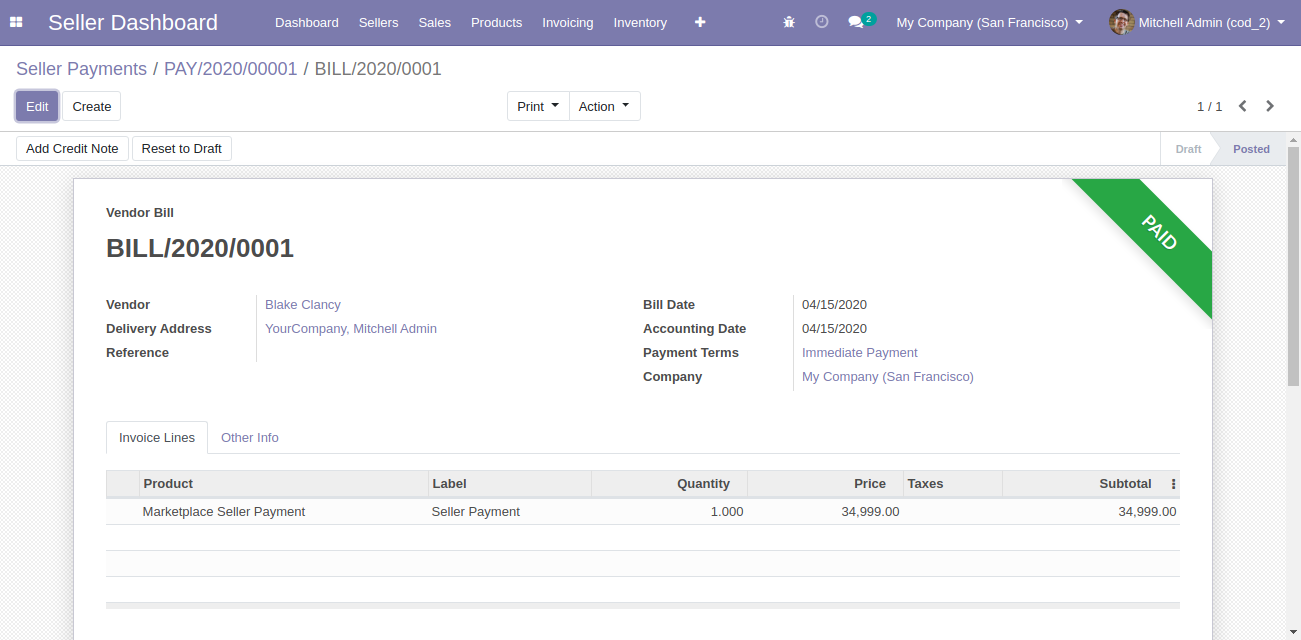 Seller Dashboard Dashboard Sellers Sales Products Invoicing Inventory 2 My Company (San Francisco) Mitchell Admin (cod_2)
Seller Payments / PAY/2020/00001 / BILL/2020/0001
Edit Create Print Action 1 / 1
Add Credit Note Reset to Draft Draft Posted
PAID
Vendor Bill
BILL/2020/0001
Vendor Blake Clancy Bill Date 04/15/2020
Delivery Address YourCompany, Mitchell Admin Accounting Date 04/15/2020
Reference Payment Terms Immediate Payment
Company My Company (San Francisco)
Invoice Lines Other Info
Product Label Quantity Price Taxes Subtotal
Marketplace Seller Payment Seller Payment 1.000 34,999.00 34,999.00